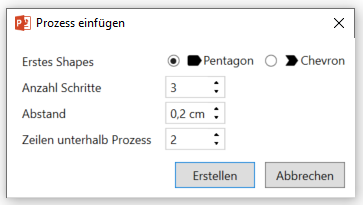 Prozess einfügen
Erstes Shapes Pentagon Chevron
Anzahl Schritte 3
Abstand 0,2 cm
Zeilen unterhalb Prozess 2
Erstellen Abbrechen